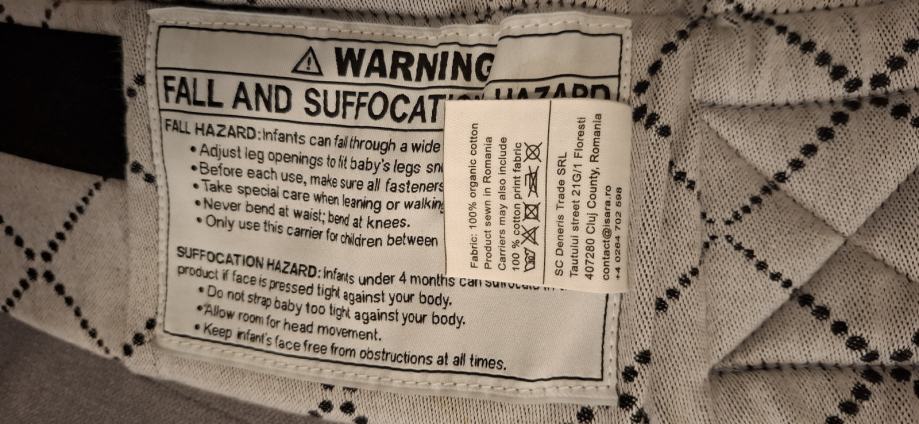 WARNING
FALL AND SUFFOCAT HAZARD
FALL HAZARD: Infants can fall through a wide
• Adjust leg openings to fit baby's legs
• Before each use, make sure all fasteners
• Take special care when leaning or walking
• Never bend at waist; bend at knees.
• Only use this carrier for children between
SUFFOCATION HAZARD: Infants under 4 months can
product if face is pressed tight against your body.
• Do not strap baby too tight against your body.
• Allow room for head movement.
• Keep infant's face free from obstructions at all times.
Fabric: 100% organic cotton
Product sewn in Romania
Carriers may also include
100 % cotton print fabric
SC Deneris Trade SRL
Tautului street 21G/1 Floresti
407280 Cluj County, Romania
contact@isara.ro
+4 0264 702 598